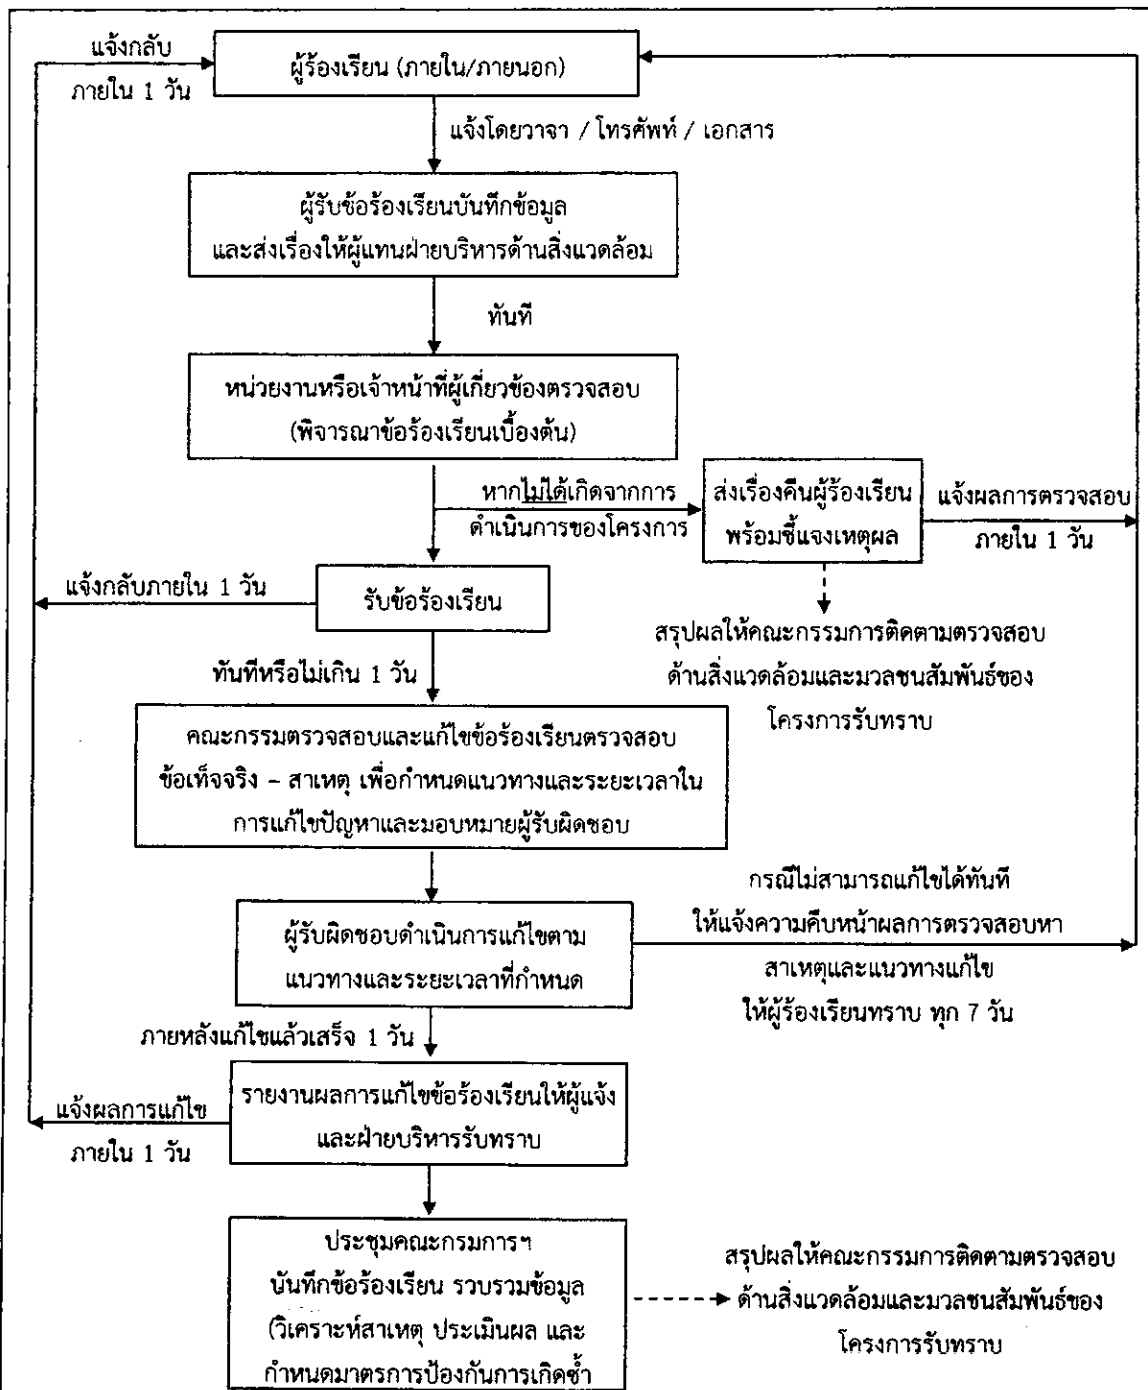 แจ้งกลับ
ภายใน 1 วัน
ผู้ร้องเรียน (ภายใน/ภายนอก)
แจ้งโดยวาจา / โทรศัพท์ / เอกสาร
ผู้รับข้อร้องเรียนบันทึกข้อมูล
และส่งเรื่องให้ผู้แทนฝ่ายบริหารด้านสิ่งแวดล้อม
ทันที
หน่วยงานหรือเจ้าหน้าที่ผู้เกี่ยวข้องตรวจสอบ
(พิจารณาข้อร้องเรียนเบื้องต้น)
หากไม่ได้เกิดจากการ
ดำเนินการของโครงการ
ส่งเรื่องคืนผู้ร้องเรียน
พร้อมชี้แจงเหตุผล
แจ้งผลการตรวจสอบ
ภายใน 1 วัน
แจ้งกลับภายใน 1 วัน
รับข้อร้องเรียน
สรุปผลให้คณะกรรมการติดตามตรวจสอบ
ด้านสิ่งแวดล้อมและมวลชนสัมพันธ์ของ
โครงการรับทราบ
ทันทีหรือไม่เกิน 1 วัน
คณะกรรมตรวจสอบและแก้ไขข้อร้องเรียนตรวจสอบ
ข้อเท็จจริง – สาเหตุ เพื่อกำหนดแนวทางและระยะเวลาใน
การแก้ไขปัญหาและมอบหมายผู้รับผิดชอบ
ผู้รับผิดชอบดำเนินการแก้ไขตาม
แนวทางและระยะเวลาที่กำหนด
กรณีไม่สามารถแก้ไขได้ทันที
ให้แจ้งความคืบหน้าผลการตรวจสอบหา
สาเหตุและแนวทางแก้ไข
ให้ผู้ร้องเรียนทราบ ทุก 7 วัน
ภายหลังแก้ไขแล้วเสร็จ 1 วัน
รายงานผลการแก้ไขข้อร้องเรียนให้ผู้แจ้ง
และฝ่ายบริหารรับทราบ
แจ้งผลการแก้ไข
ภายใน 1 วัน
ประชุมคณะกรมการฯ
บันทึกข้อร้องเรียน รวบรวมข้อมูล
(วิเคราะห์สาเหตุ ประเมินผล และ
กำหนดมาตรการป้องกันการเกิดซ้ำ
สรุปผลให้คณะกรรมการติดตามตรวจสอบ
ด้านสิ่งแวดล้อมและมวลชนสัมพันธ์ของ
โครงการรับทราบ